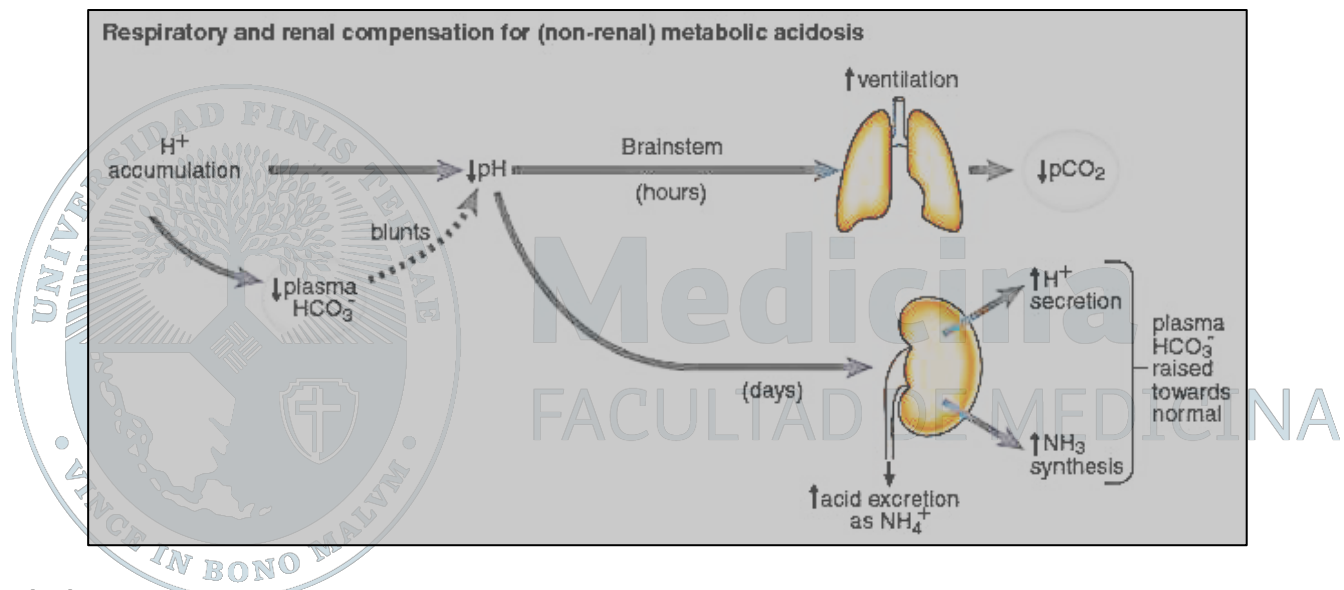 Respiratory and renal compensation for (non-renal) metabolic acidosis
↑ventilation
H⁺
accumulation
↓pH
Brainstem
(hours)
↓pCO₂
blunts
↓plasma
HCO₃⁻
↑H⁺
secretion
plasma
HCO₃⁻
raised
towards
normal
(days)
↑NH₃
synthesis
↑acid excretion
as NH₄⁺
UNIVERSIDAD FINIS TERRAE
VINCE IN BONO MALVM
Medicina
FACULTAD DE MEDICINA